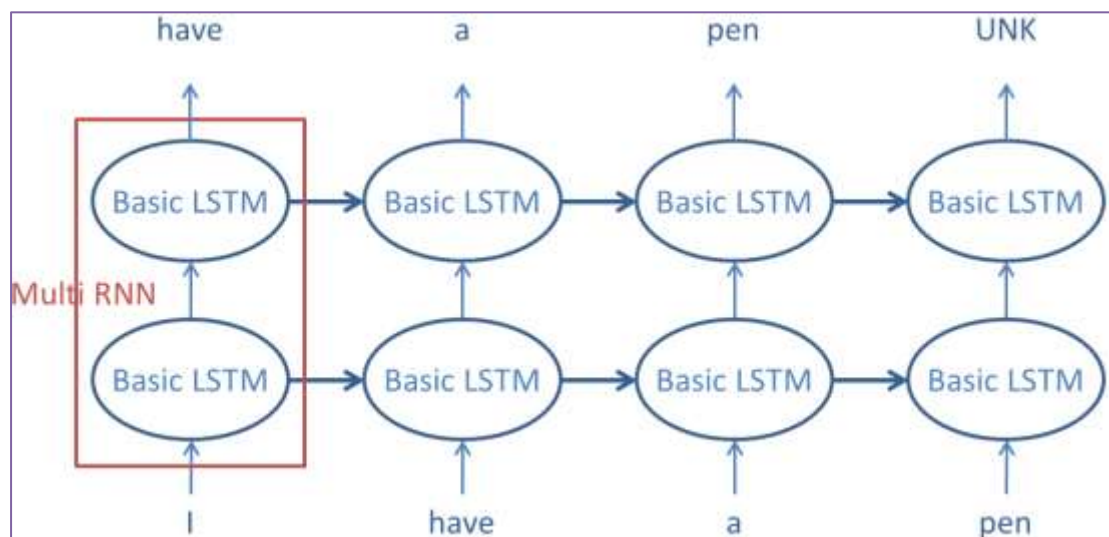 have a pen UNK
Basic LSTM Basic LSTM Basic LSTM Basic LSTM
Multi RNN
Basic LSTM Basic LSTM Basic LSTM Basic LSTM
I have a pen